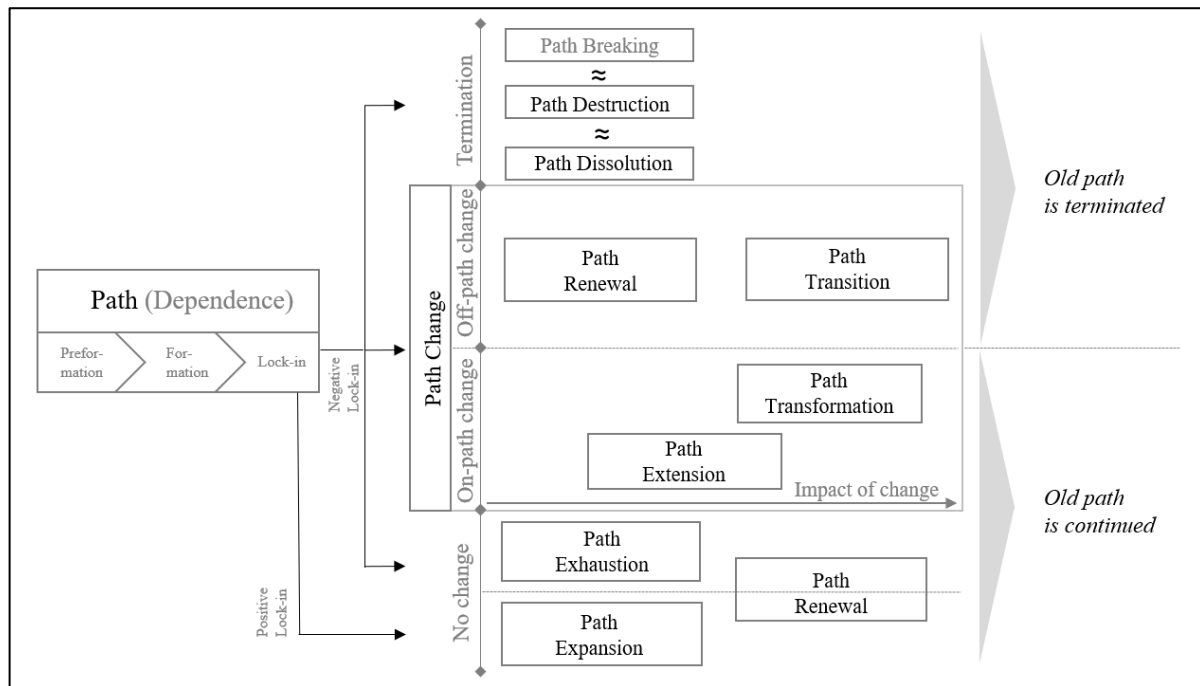 Path (Dependence)
Prefor-
mation
For-
mation
Lock-in
Negative
Lock-in
Positive
Lock-in
Path Change
Termination
Off-path change
On-path change
No change
Path Breaking
≈
Path Destruction
≈
Path Dissolution
Path
Renewal
Path
Transition
Path
Transformation
Path
Extension
Impact of change
Path
Exhaustion
Path
Renewal
Path
Expansion
Old path
is terminated
Old path
is continued